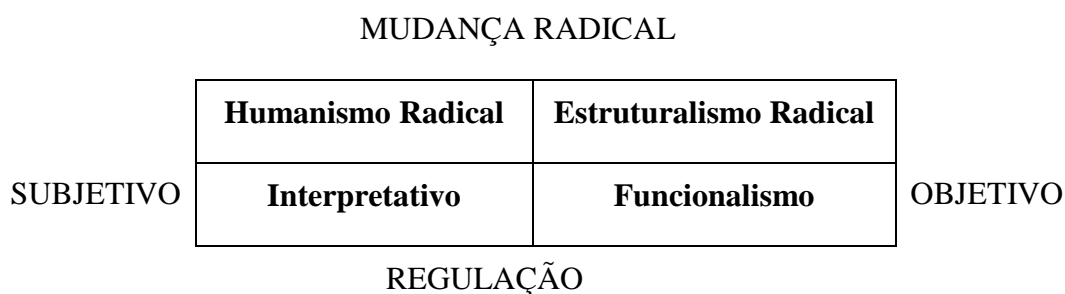 MUDANÇA RADICAL
Humanismo Radical Estruturalismo Radical
SUBJETIVO Interpretativo Funcionalismo OBJETIVO
REGULAÇÃO